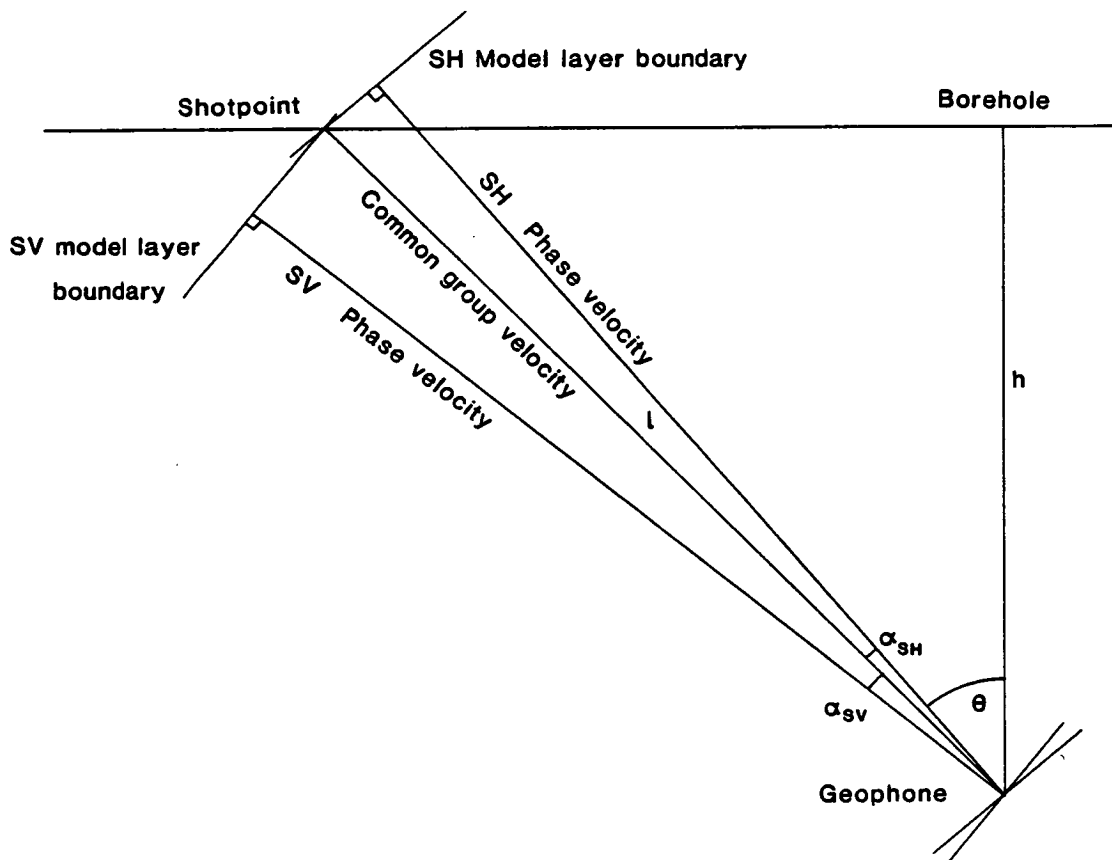 SH Model layer boundary
Shotpoint
Borehole
SH Phase velocity
Common group velocity
SV model layer
boundary
SV Phase velocity
h
l
αSH
αSV
θ
Geophone